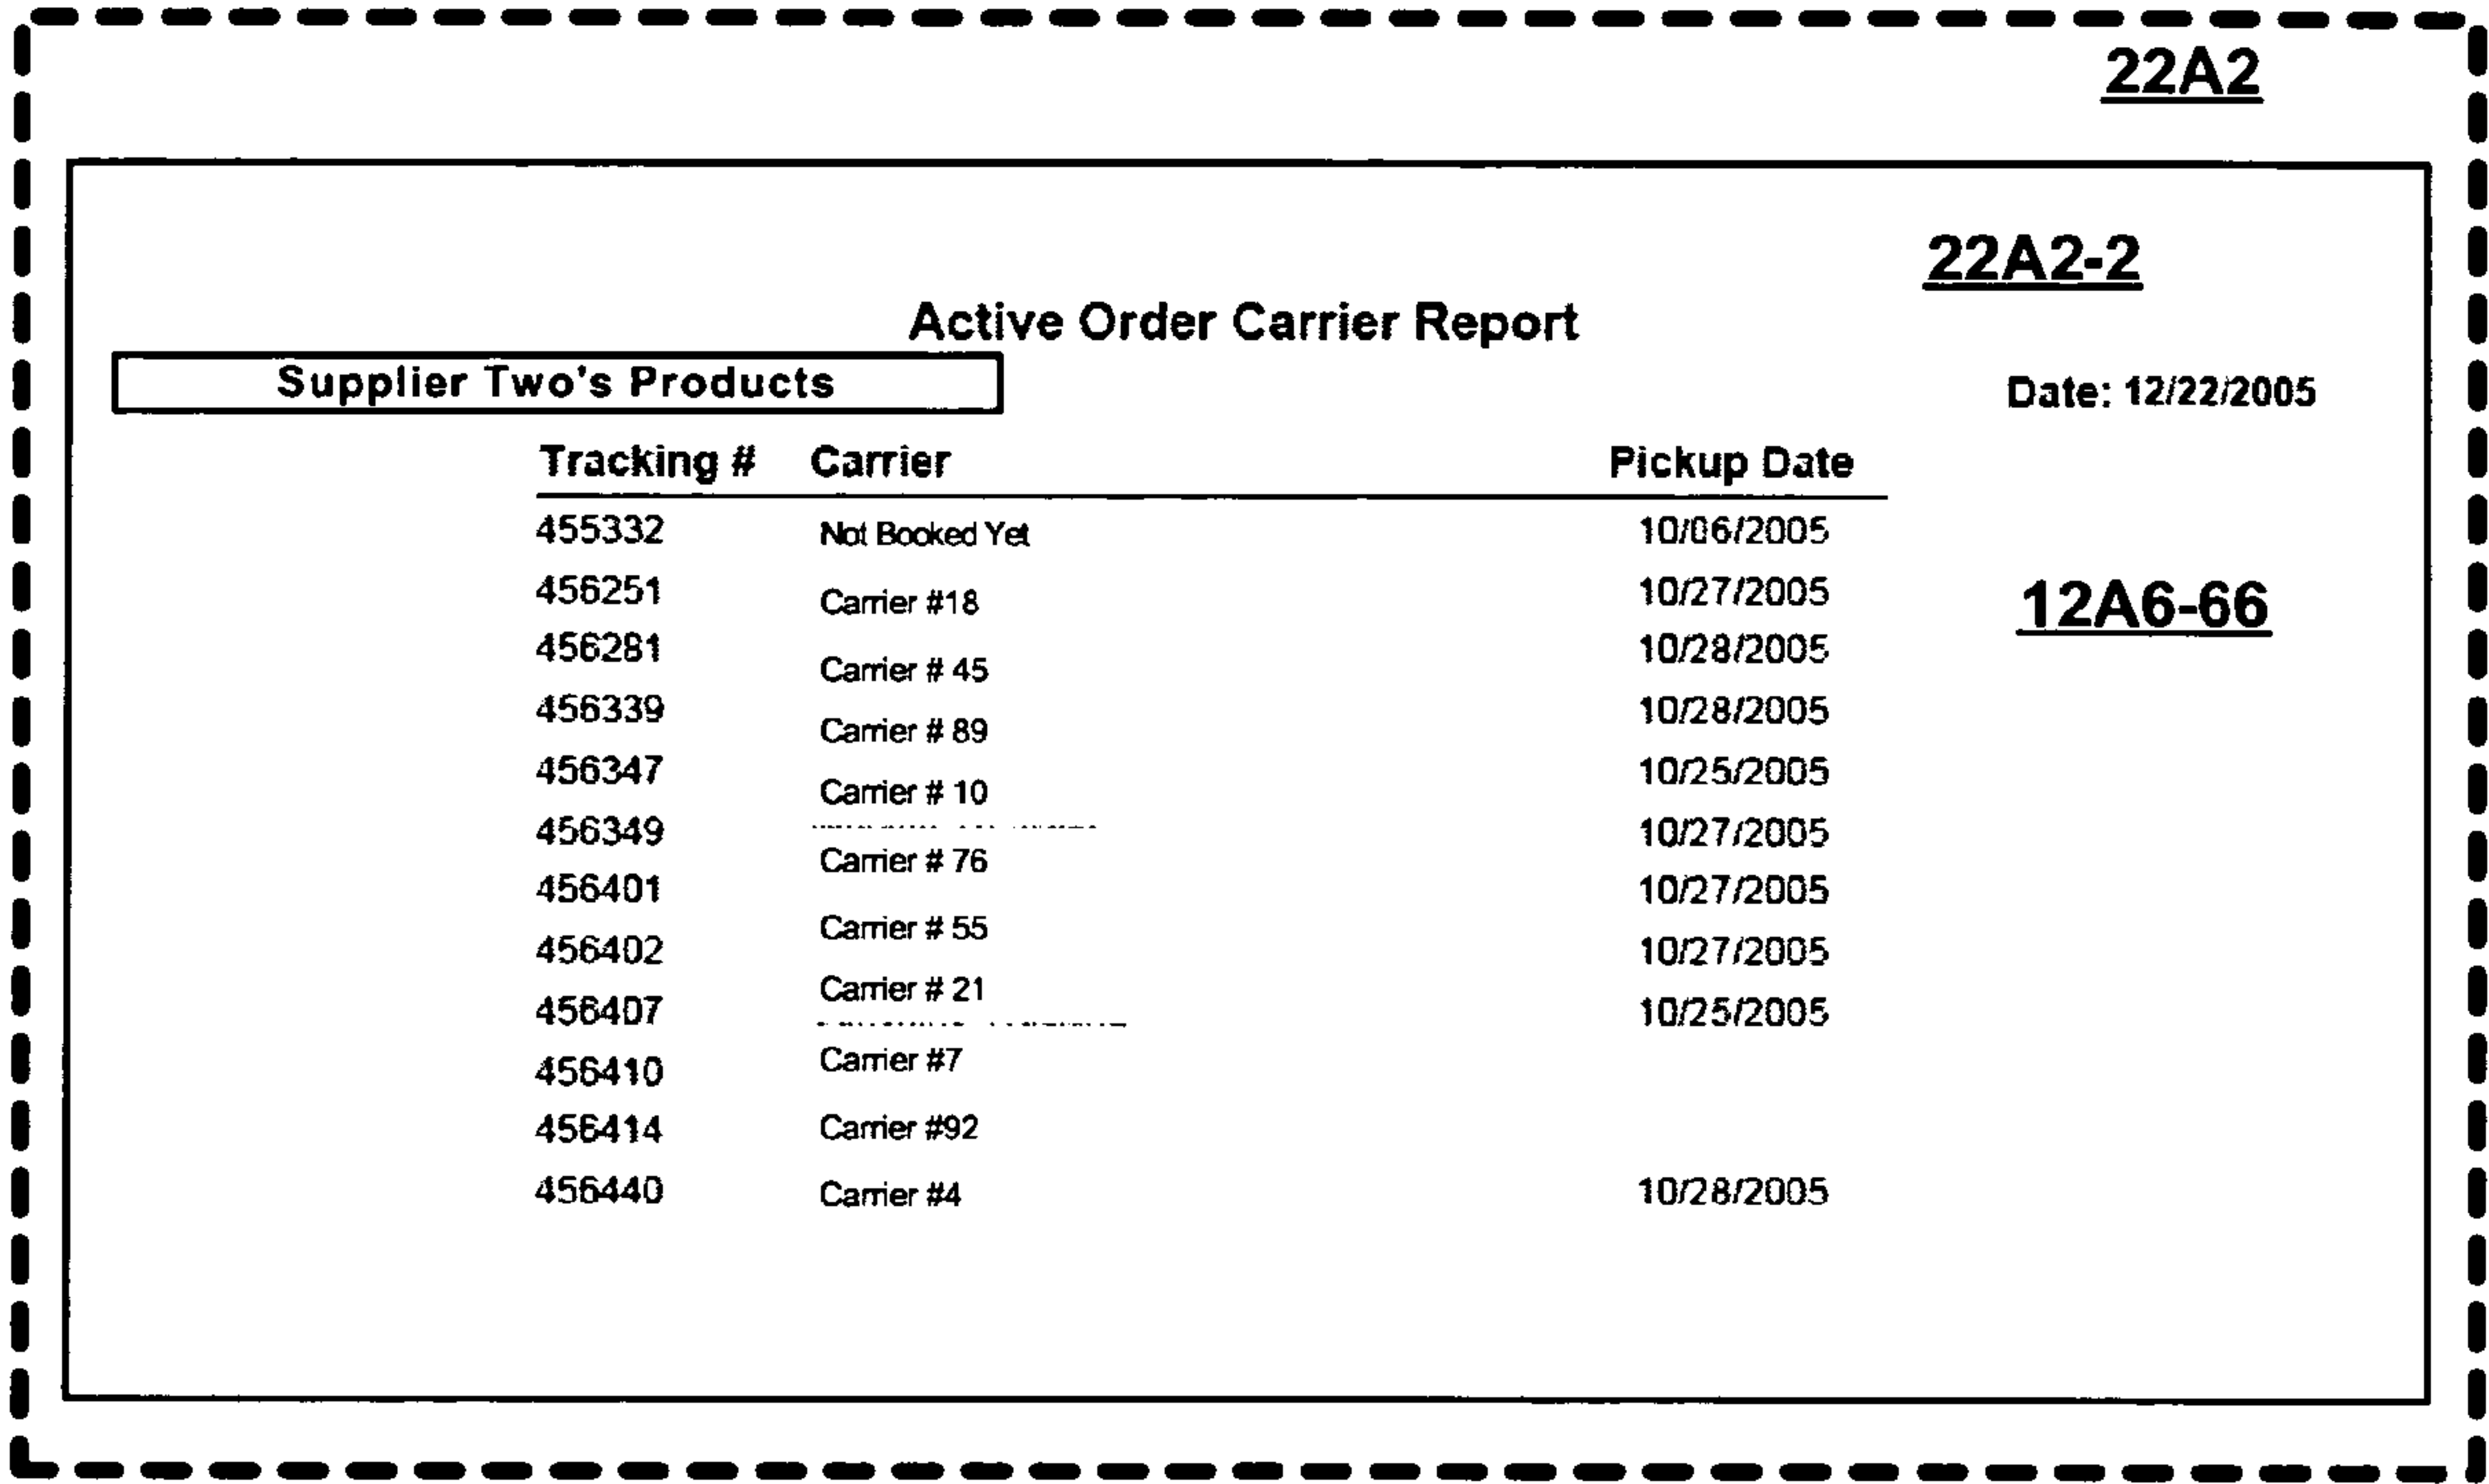 22A2
22A2-2
Active Order Carrier Report
Supplier Two's Products
Date: 12/22/2005
Tracking # Carrier Pickup Date
455332 Not Booked Yet 10/06/2005
456251 Carrier #18 10/27/2005
12A6-66
456281 Carrier # 45 10/28/2005
456339 Carrier # 89 10/28/2005
456347 Carrier # 10 10/25/2005
456349 Carrier # 76 10/27/2005
456401 Carrier # 55 10/27/2005
456402 Carrier # 21 10/27/2005
456407 Carrier #7 10/25/2005
456410
456414 Carrier #92
456440 Carrier #4 10/28/2005